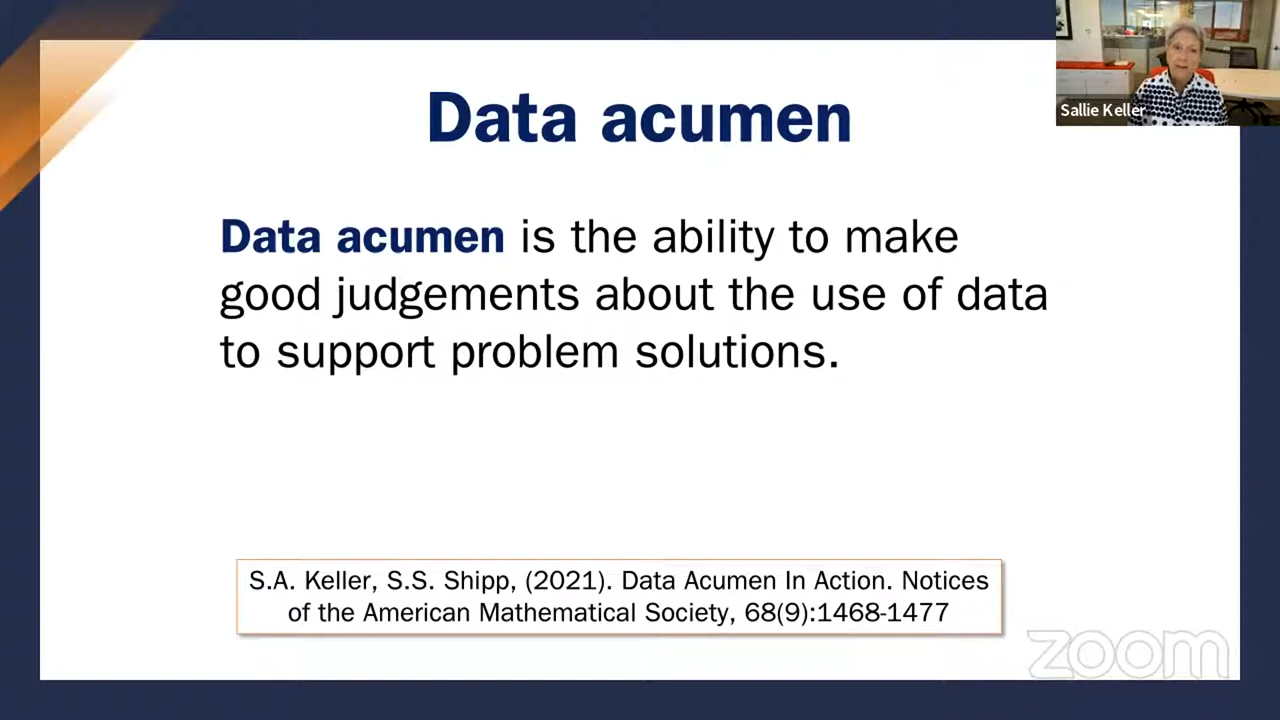 Data acumen
Sallie Keller
Data acumen is the ability to make
good judgements about the use of data
to support problem solutions.
S.A. Keller, S.S. Shipp, (2021). Data Acumen In Action. Notices
of the American Mathematical Society, 68(9):1468-1477
zoom